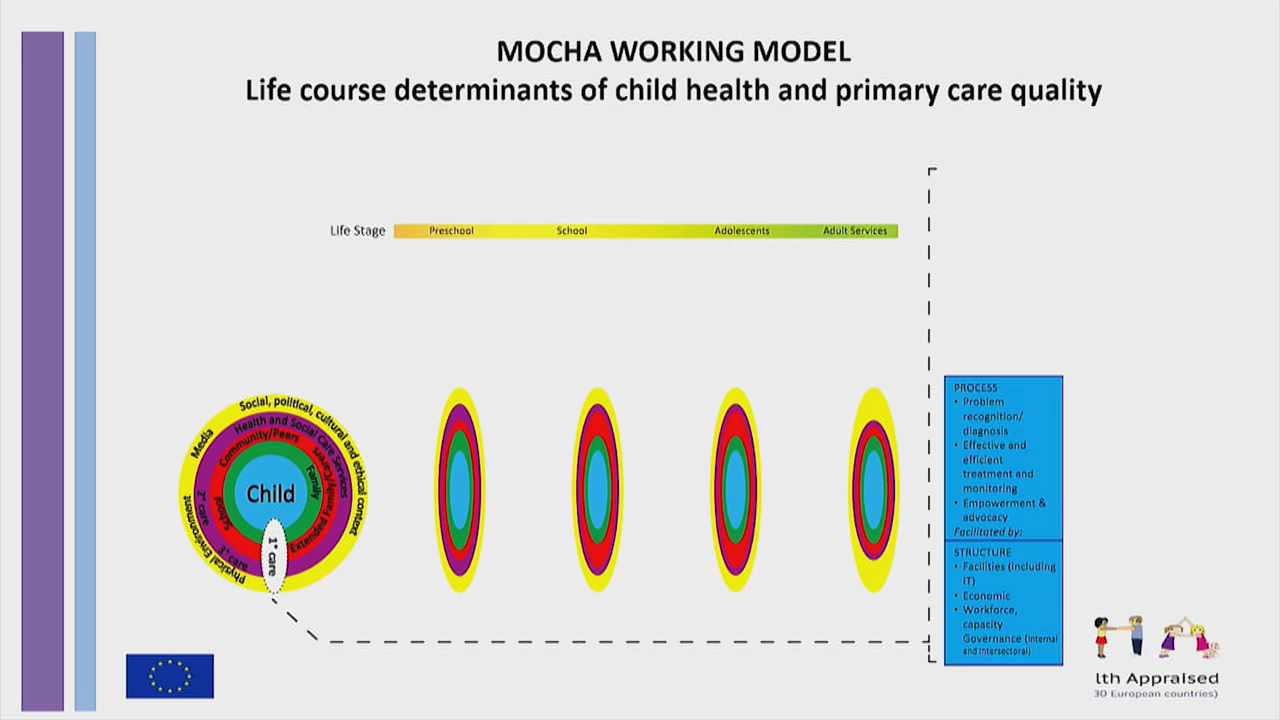 MOCHA WORKING MODEL
Life course determinants of child health and primary care quality
Life Stage
Preschool
School
Adolescents
Adult Services
Social, political, cultural and ethical context
Media
Physical Environment
Health and Social Care Services
2° care
3° care
Community/Peers
School
Extended Family/Carers
Family
Child
1° care
PROCESS
• Problem
recognition/
diagnosis
• Effective and
efficient
treatment and
monitoring
• Empowerment &
advocacy
Facilitated by:
STRUCTURE
• Facilities (including
IT)
• Economic
• Workforce,
capacity
Governance (Internal
and Intersectoral)
lth Appraised
30 European countries)